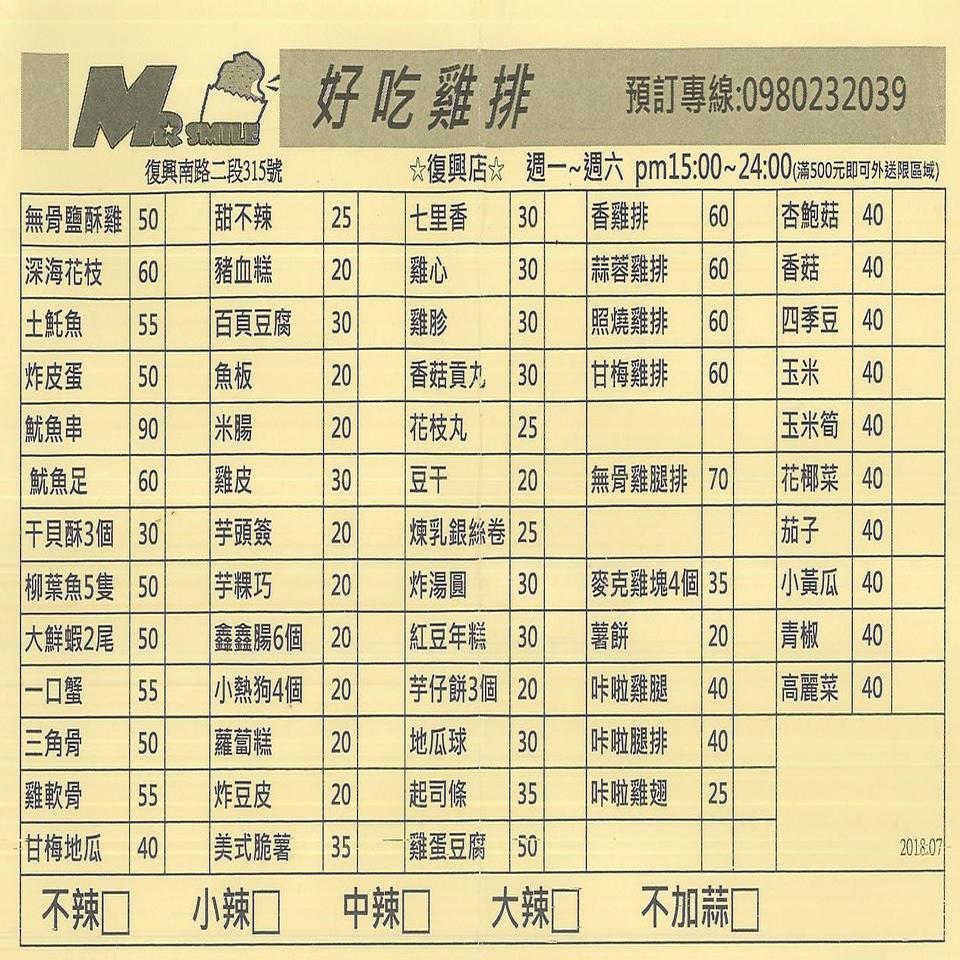 MR SMILE 好吃雞排 預訂專線:0980232039
復興南路二段315號 ☆復興店☆ 週一~週六 pm15:00~24:00(滿500元即可外送限區域)
無骨鹽酥雞 50 甜不辣 25 七里香 30 香雞排 60 杏鮑菇 40
深海花枝 60 豬血糕 20 雞心 30 蒜蓉雞排 60 香菇 40
土魠魚 55 百頁豆腐 30 雞胗 30 照燒雞排 60 四季豆 40
炸皮蛋 50 魚板 20 香菇貢丸 30 甘梅雞排 60 玉米 40
魷魚串 90 米腸 20 花枝丸 25 玉米筍 40
魷魚足 60 雞皮 30 豆干 20 無骨雞腿排 70 花椰菜 40
干貝酥3個 30 芋頭簽 20 煉乳銀絲卷 25 茄子 40
柳葉魚5隻 50 芋粿巧 20 炸湯圓 30 麥克雞塊4個 35 小黃瓜 40
大鮮蝦2尾 50 鑫鑫腸6個 20 紅豆年糕 30 薯餅 20 青椒 40
一口蟹 55 小熱狗4個 20 芋仔餅3個 20 咔啦雞腿 40 高麗菜 40
三角骨 50 蘿蔔糕 20 地瓜球 30 咔啦腿排 40
雞軟骨 55 炸豆皮 20 起司條 35 咔啦雞翅 25
甘梅地瓜 40 美式脆薯 35 雞蛋豆腐 50 2018.07
不辣□ 小辣□ 中辣□ 大辣□ 不加蒜□